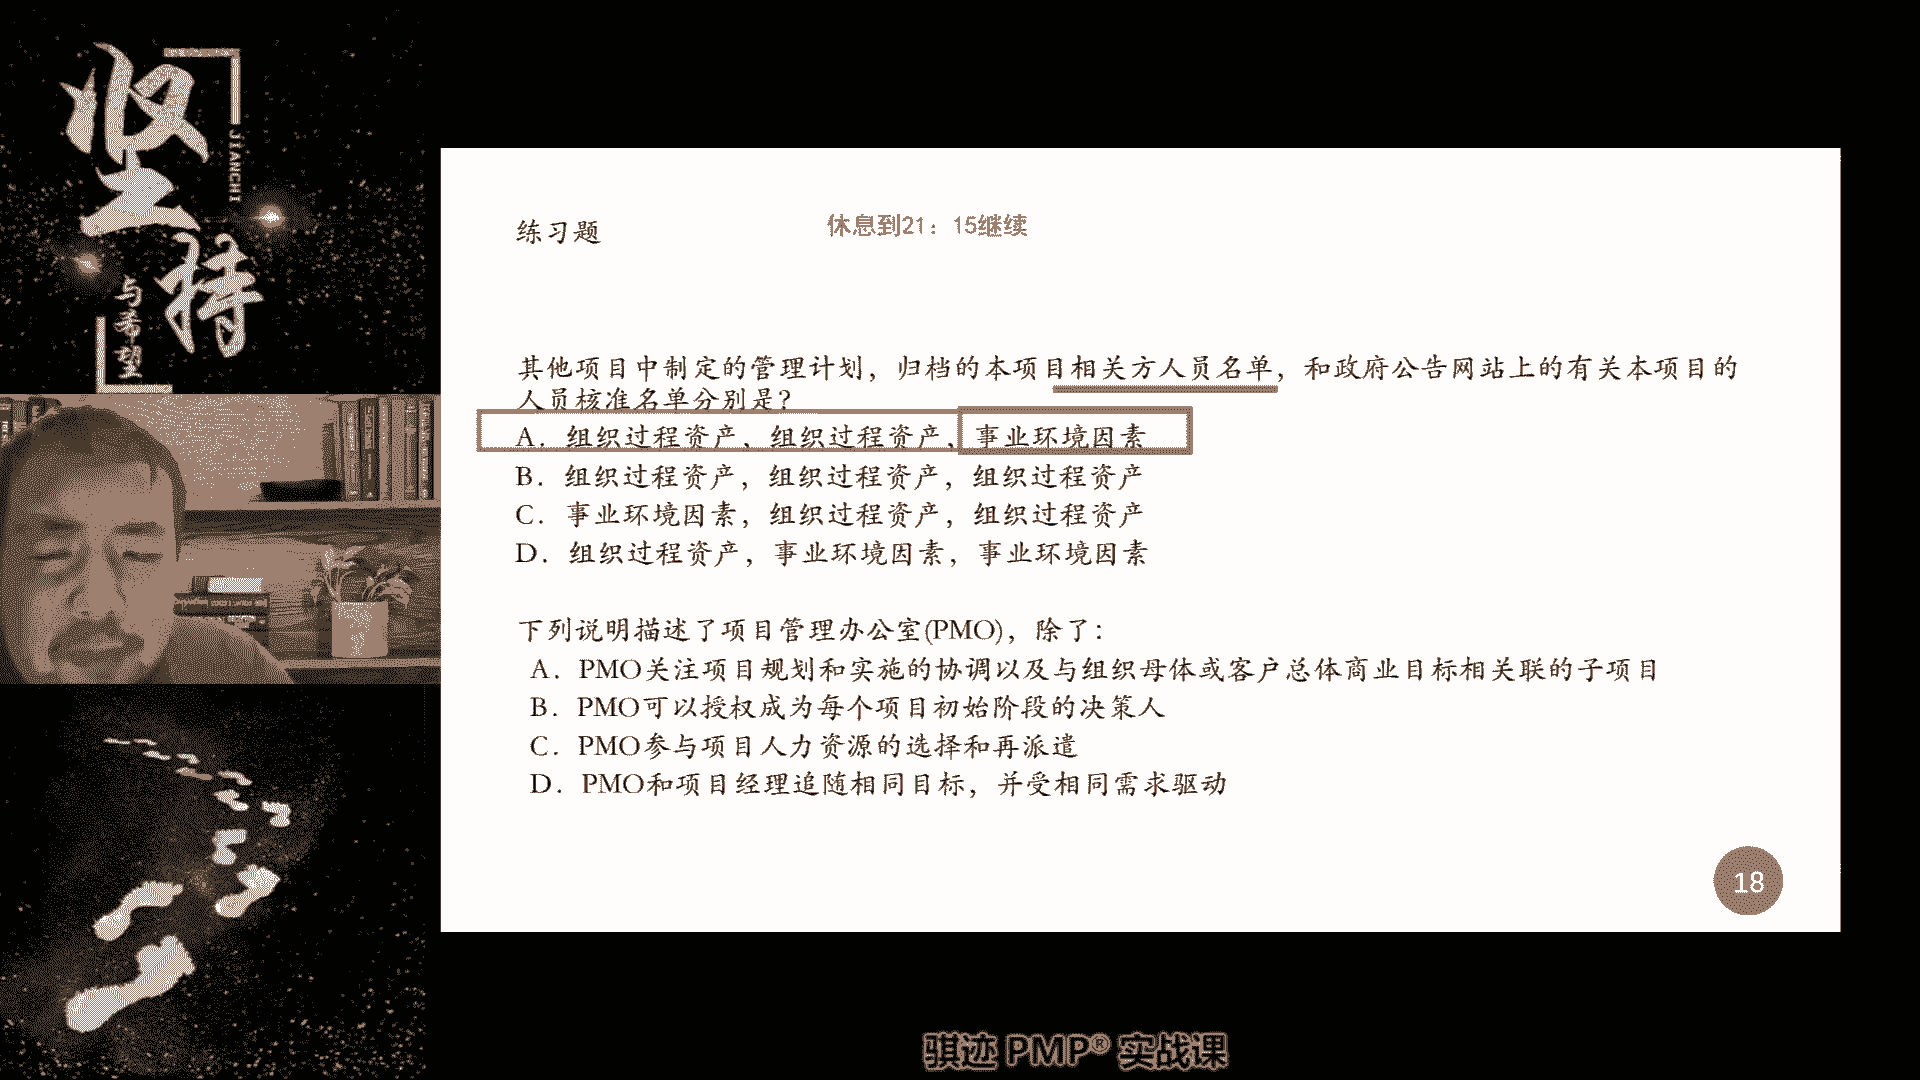 坚持
JIANCHI
与希望
练习题
休息到21：15继续
其他项目中制定的管理计划，归档的本项目相关方人员名单，和政府公告网站上的有关本项目的
人员核准名单分别是？
A．组织过程资产，组织过程资产，事业环境因素
B．组织过程资产，组织过程资产，组织过程资产
C．事业环境因素，组织过程资产，组织过程资产
D．组织过程资产，事业环境因素，事业环境因素
下列说明描述了项目管理办公室(PMO)，除了：
A．PMO关注项目规划和实施的协调以及与组织母体或客户总体商业目标相关联的子项目
B．PMO可以授权成为每个项目初始阶段的决策人
C．PMO参与项目人力资源的选择和再派遣
D．PMO和项目经理追随相同目标，并受相同需求驱动
18
骐迹 PMP® 实战课